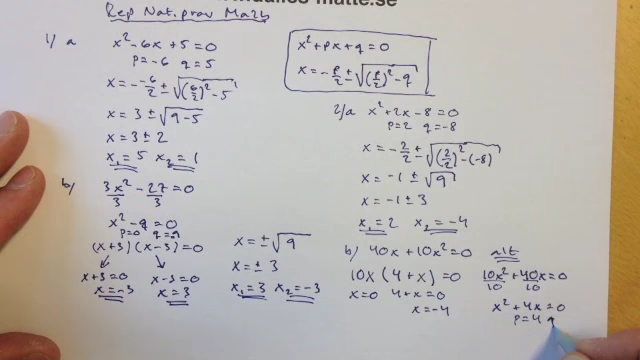 matte.se
Rep Nat.prov Ma2b
1) a
x² - 6x + 5 = 0
p = -6 q = 5
x = - -6/2 ± √((6/2)² - 5)
x = 3 ± √(9-5)
x = 3 ± 2
x₁ = 5 x₂ = 1
b)
3x²/3 - 27/3 = 0
x² - 9 = 0
p=0 q=9
(x+3)(x-3) = 0
x+3=0 x-3=0
x=-3 x=3
x = ±√9
x = ± 3
x₁ = 3 x₂ = -3
x² + px + q = 0
x = -p/2 ± √((p/2)² - q)
2/a x² + 2x - 8 = 0
p=2 q=-8
x = -2/2 ± √((2/2)² - (-8))
x = -1 ± √9
x = -1 ± 3
x₁ = 2 x₂ = -4
b) 40x + 10x² = 0
10x (4+x) = 0
x=0 4+x=0
x=-4
alt
10x²/10 + 40x/10 = 0
x² + 4x = 0
p=4 q